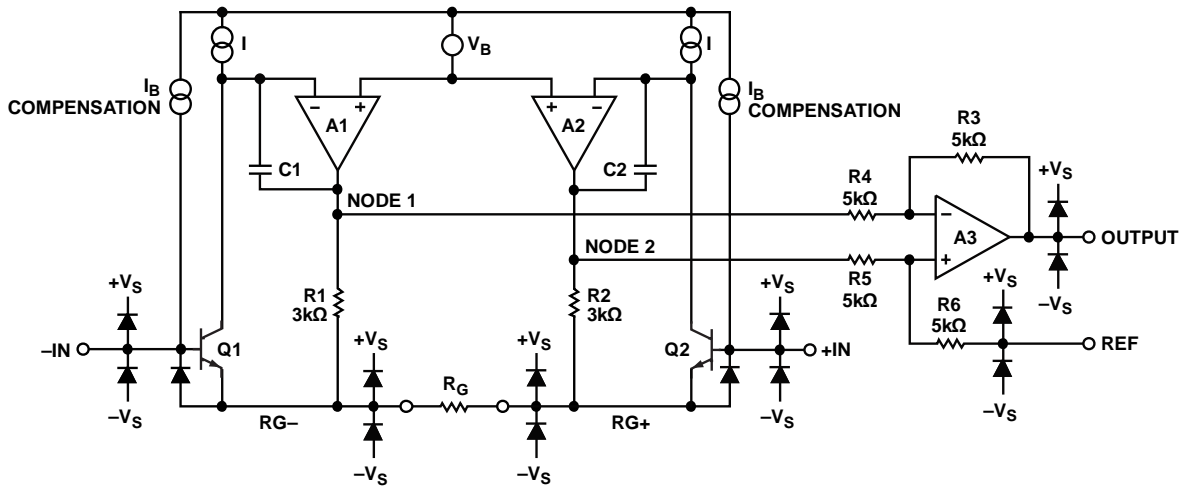 I
V_B
I
I_B
COMPENSATION
I_B
COMPENSATION
− +
+ −
A1
A2
C1
C2
R3
5kΩ
+V_S
R4
5kΩ
NODE 1
−
A3
OUTPUT
NODE 2
+
R5
5kΩ
+V_S
−V_S
R6
5kΩ
REF
−V_S
R1
3kΩ
R2
3kΩ
+V_S
+V_S
–IN
Q1
+V_S
R_G
+V_S
Q2
+IN
–V_S
–V_S
RG–
RG+
–V_S
–V_S